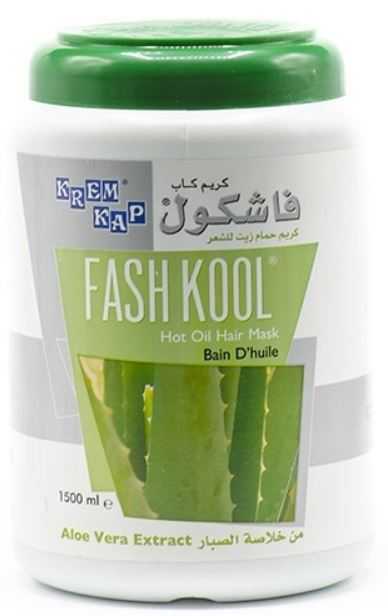 KREM®
KAP
كريم كاب
فاشكول
كريم حمام زيت للشعر
FASH KOOL®
Hot Oil Hair Mask
Bain D'huile
1500 ml e
Aloe Vera Extract من خلاصة الصبار